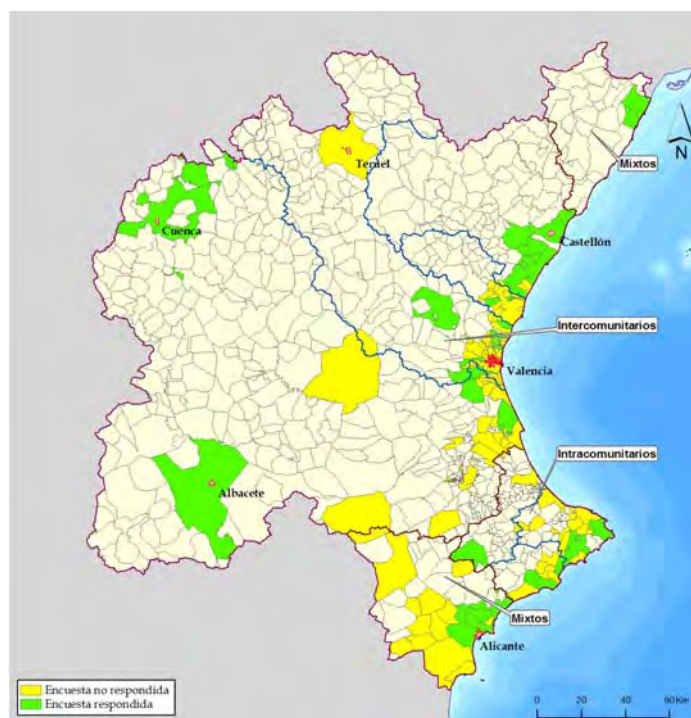 N
Teruel
Mixtos
Cuenca
Castellón
Intercomunitarios
Valencia
Intracomunitarios
Albacete
Mixtos
Alicante
Encuesta no respondida
Encuesta respondida
0 20 40 60 Km